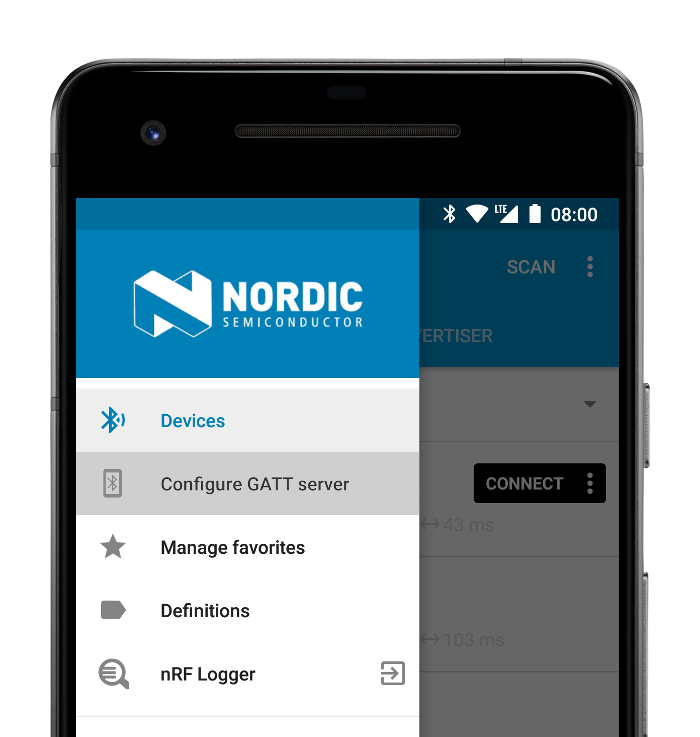 LTE 08:00
NORDIC
SEMICONDUCTOR
SCAN
ERTISER
Devices
Configure GATT server
CONNECT
43 ms
Manage favorites
Definitions
103 ms
nRF Logger